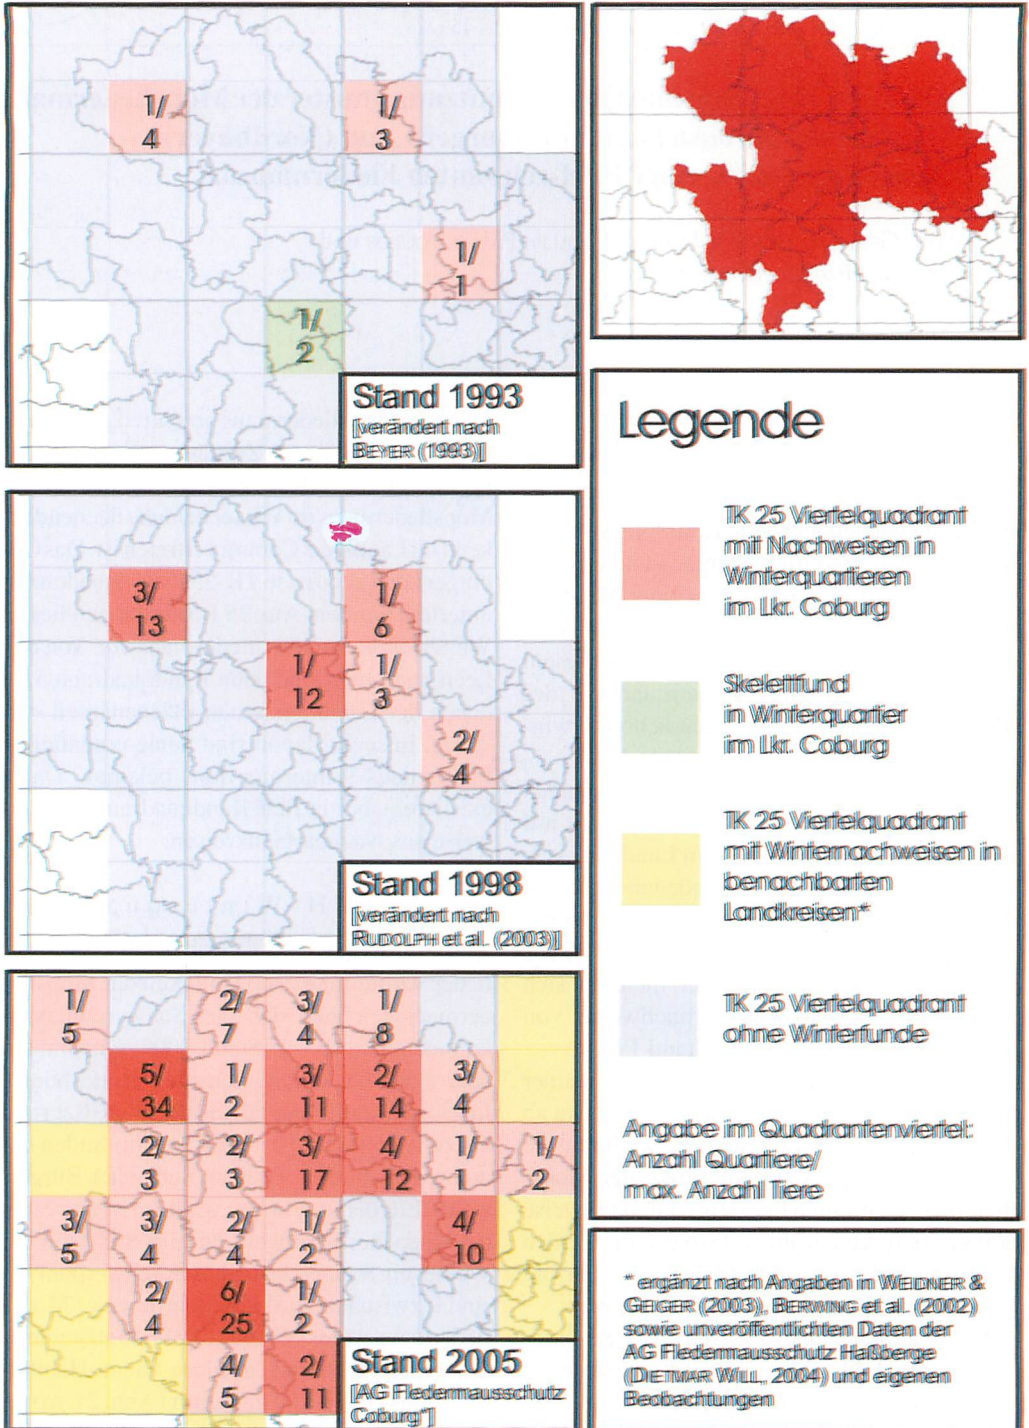 1/
4
1/
3
1/
1
1/
2
Stand 1993
[verändert nach
BEYER (1993)]
3/
13
1/
6
1/
12
1/
3
2/
4
Stand 1998
[verändert nach
RUDOLPH et al. (2003)]
1/
5
2/
7
3/
4
1/
8
5/
34
1/
2
3/
11
2/
14
3/
4
2/
3
2/
3
3/
17
4/
12
1/
1
1/
2
3/
5
3/
4
2/
4
1/
2
4/
10
2/
4
6/
25
1/
2
4/
5
2/
11
Stand 2005
[AG Fledermausschutz
Coburg*]
Legende
TK 25 Viertelquadrant
mit Nachweisen in
Winterquartieren
im Lkr. Coburg
Skelettfund
in Winterquartier
im Lkr. Coburg
TK 25 Viertelquadrant
mit Winternachweisen in
benachbarten
Landkreisen*
TK 25 Viertelquadrant
ohne Winterfunde
Angabe im Quadrantenviertel:
Anzahl Quartiere/
max. Anzahl Tiere
* ergänzt nach Angaben in WEIDNER &
GEIGER (2003), BERWING et al. (2002)
sowie unveröffentlichten Daten der
AG Fledermausschutz Haßberge
(DIETMAR WILL, 2004) und eigenen
Beobachtungen